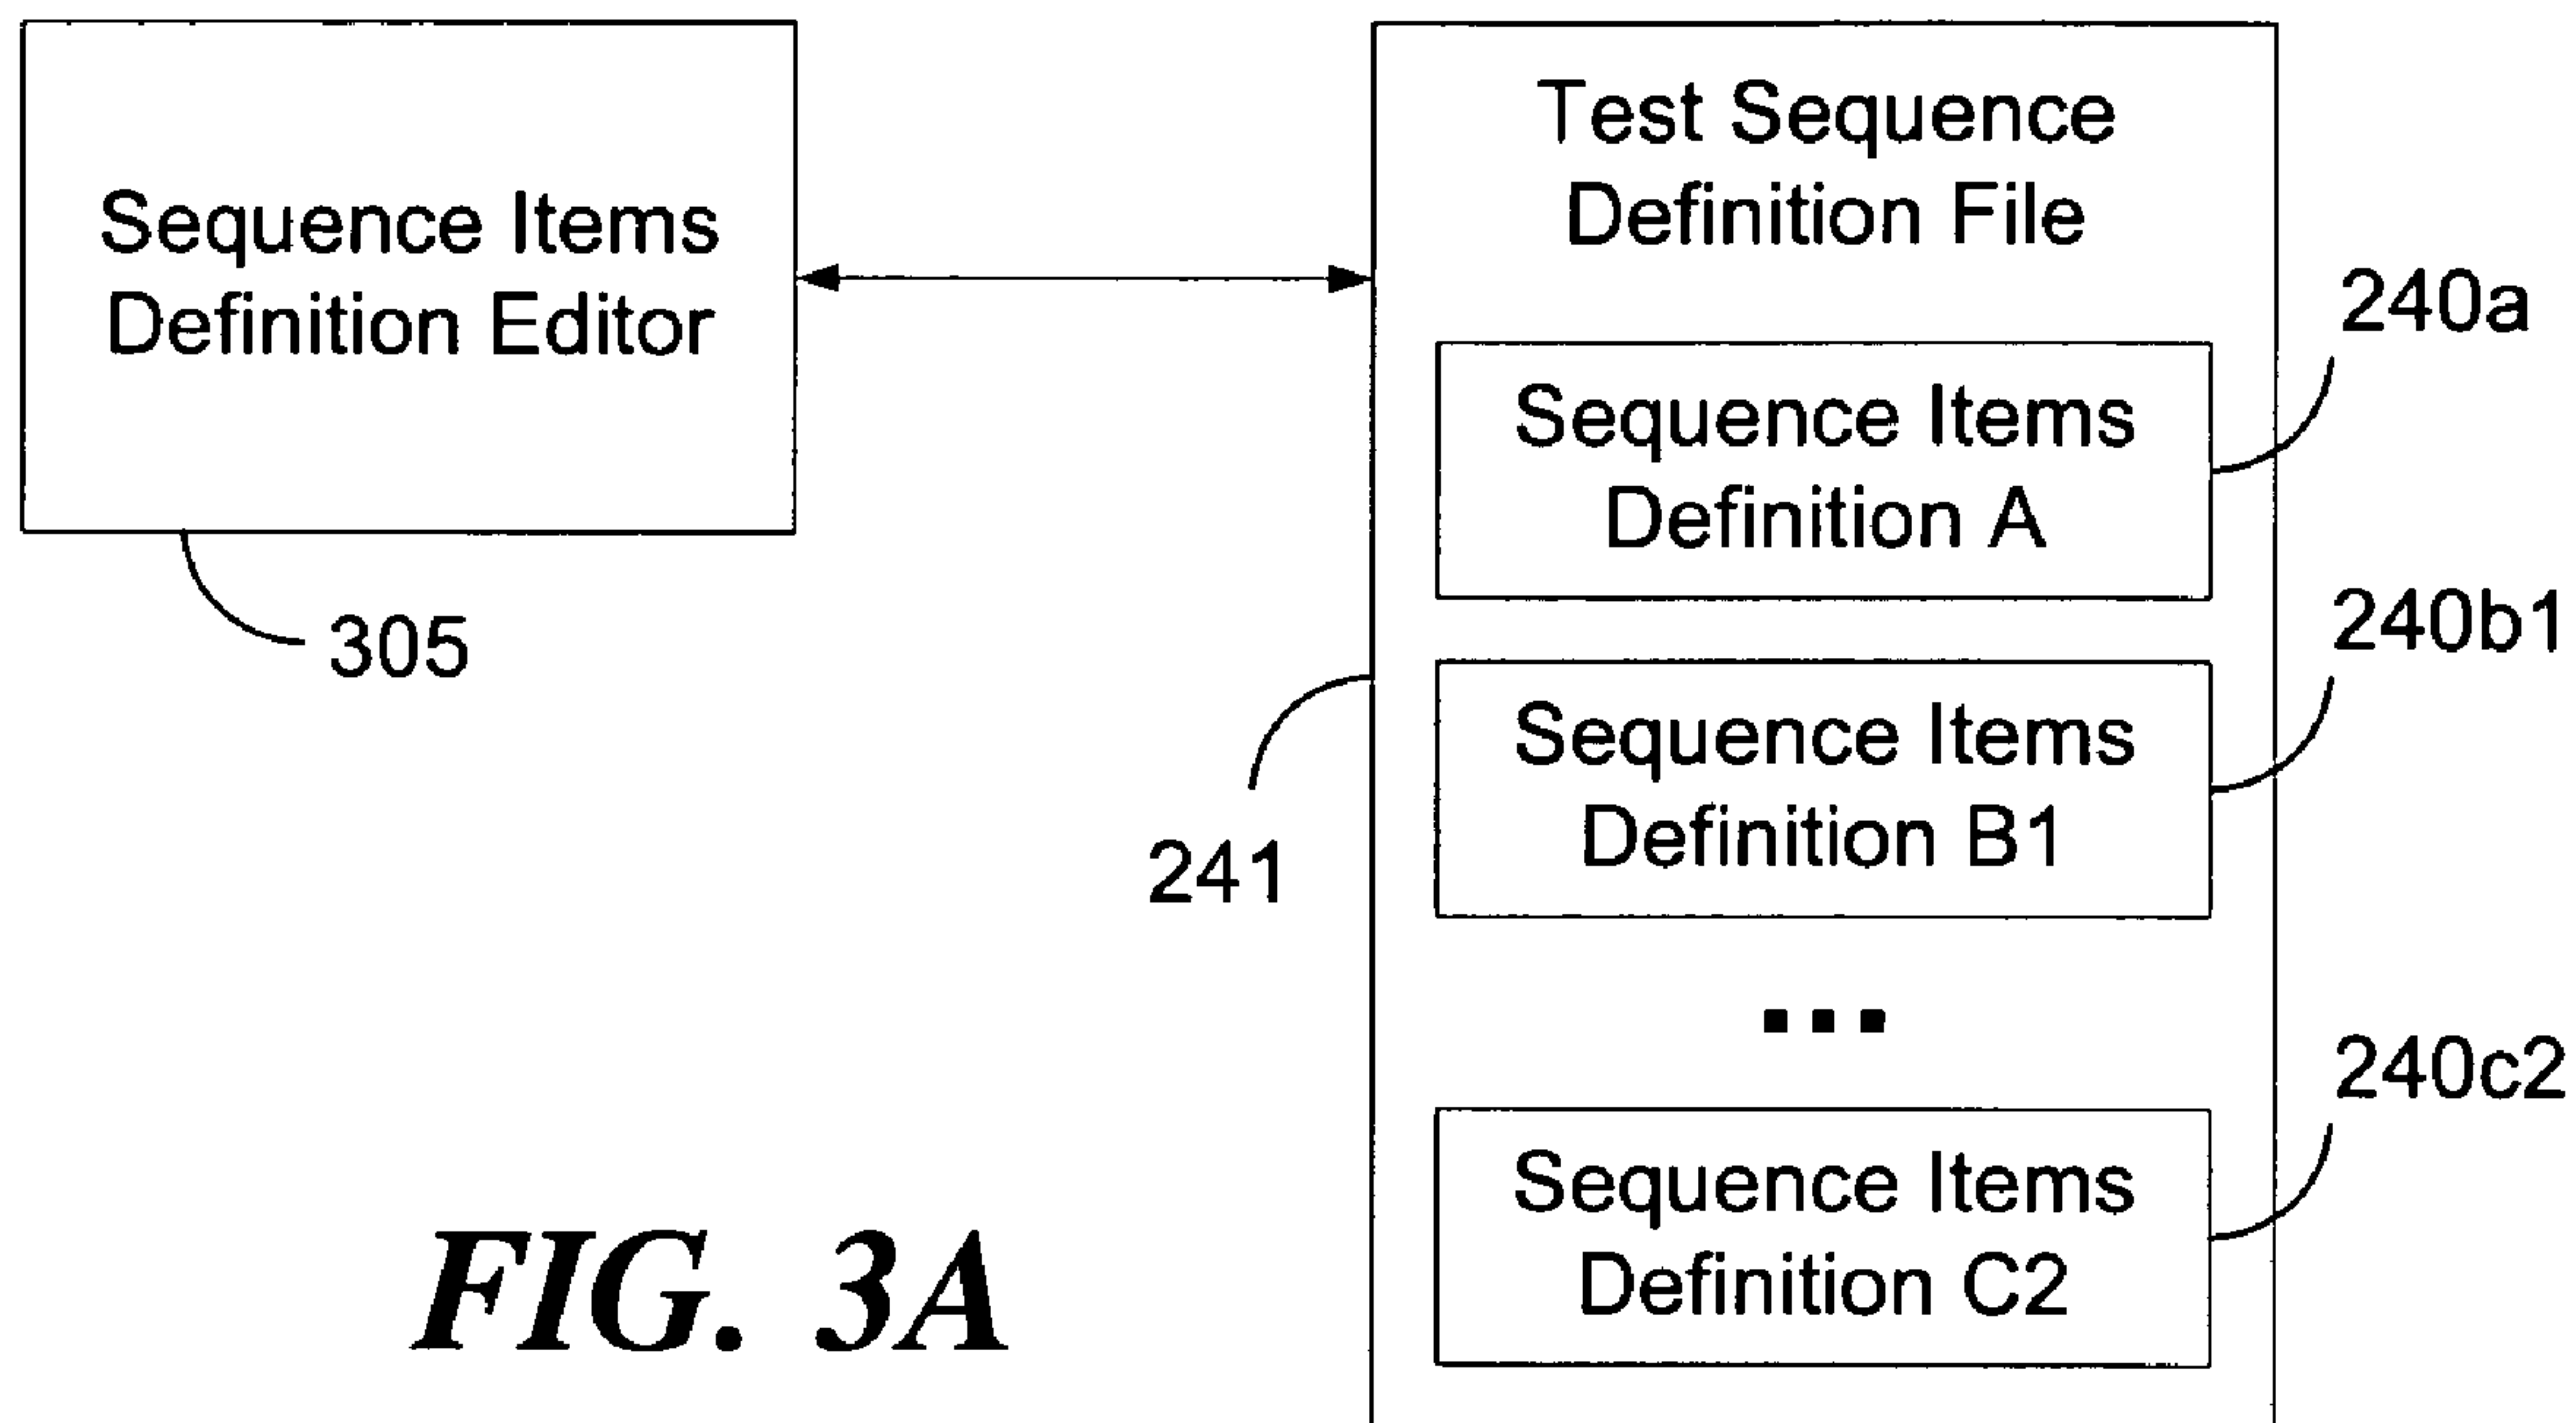 Sequence Items
Definition Editor
305
Test Sequence
Definition File
240a
Sequence Items
Definition A
240b1
Sequence Items
Definition B1
241
...
240c2
Sequence Items
Definition C2
FIG. 3A